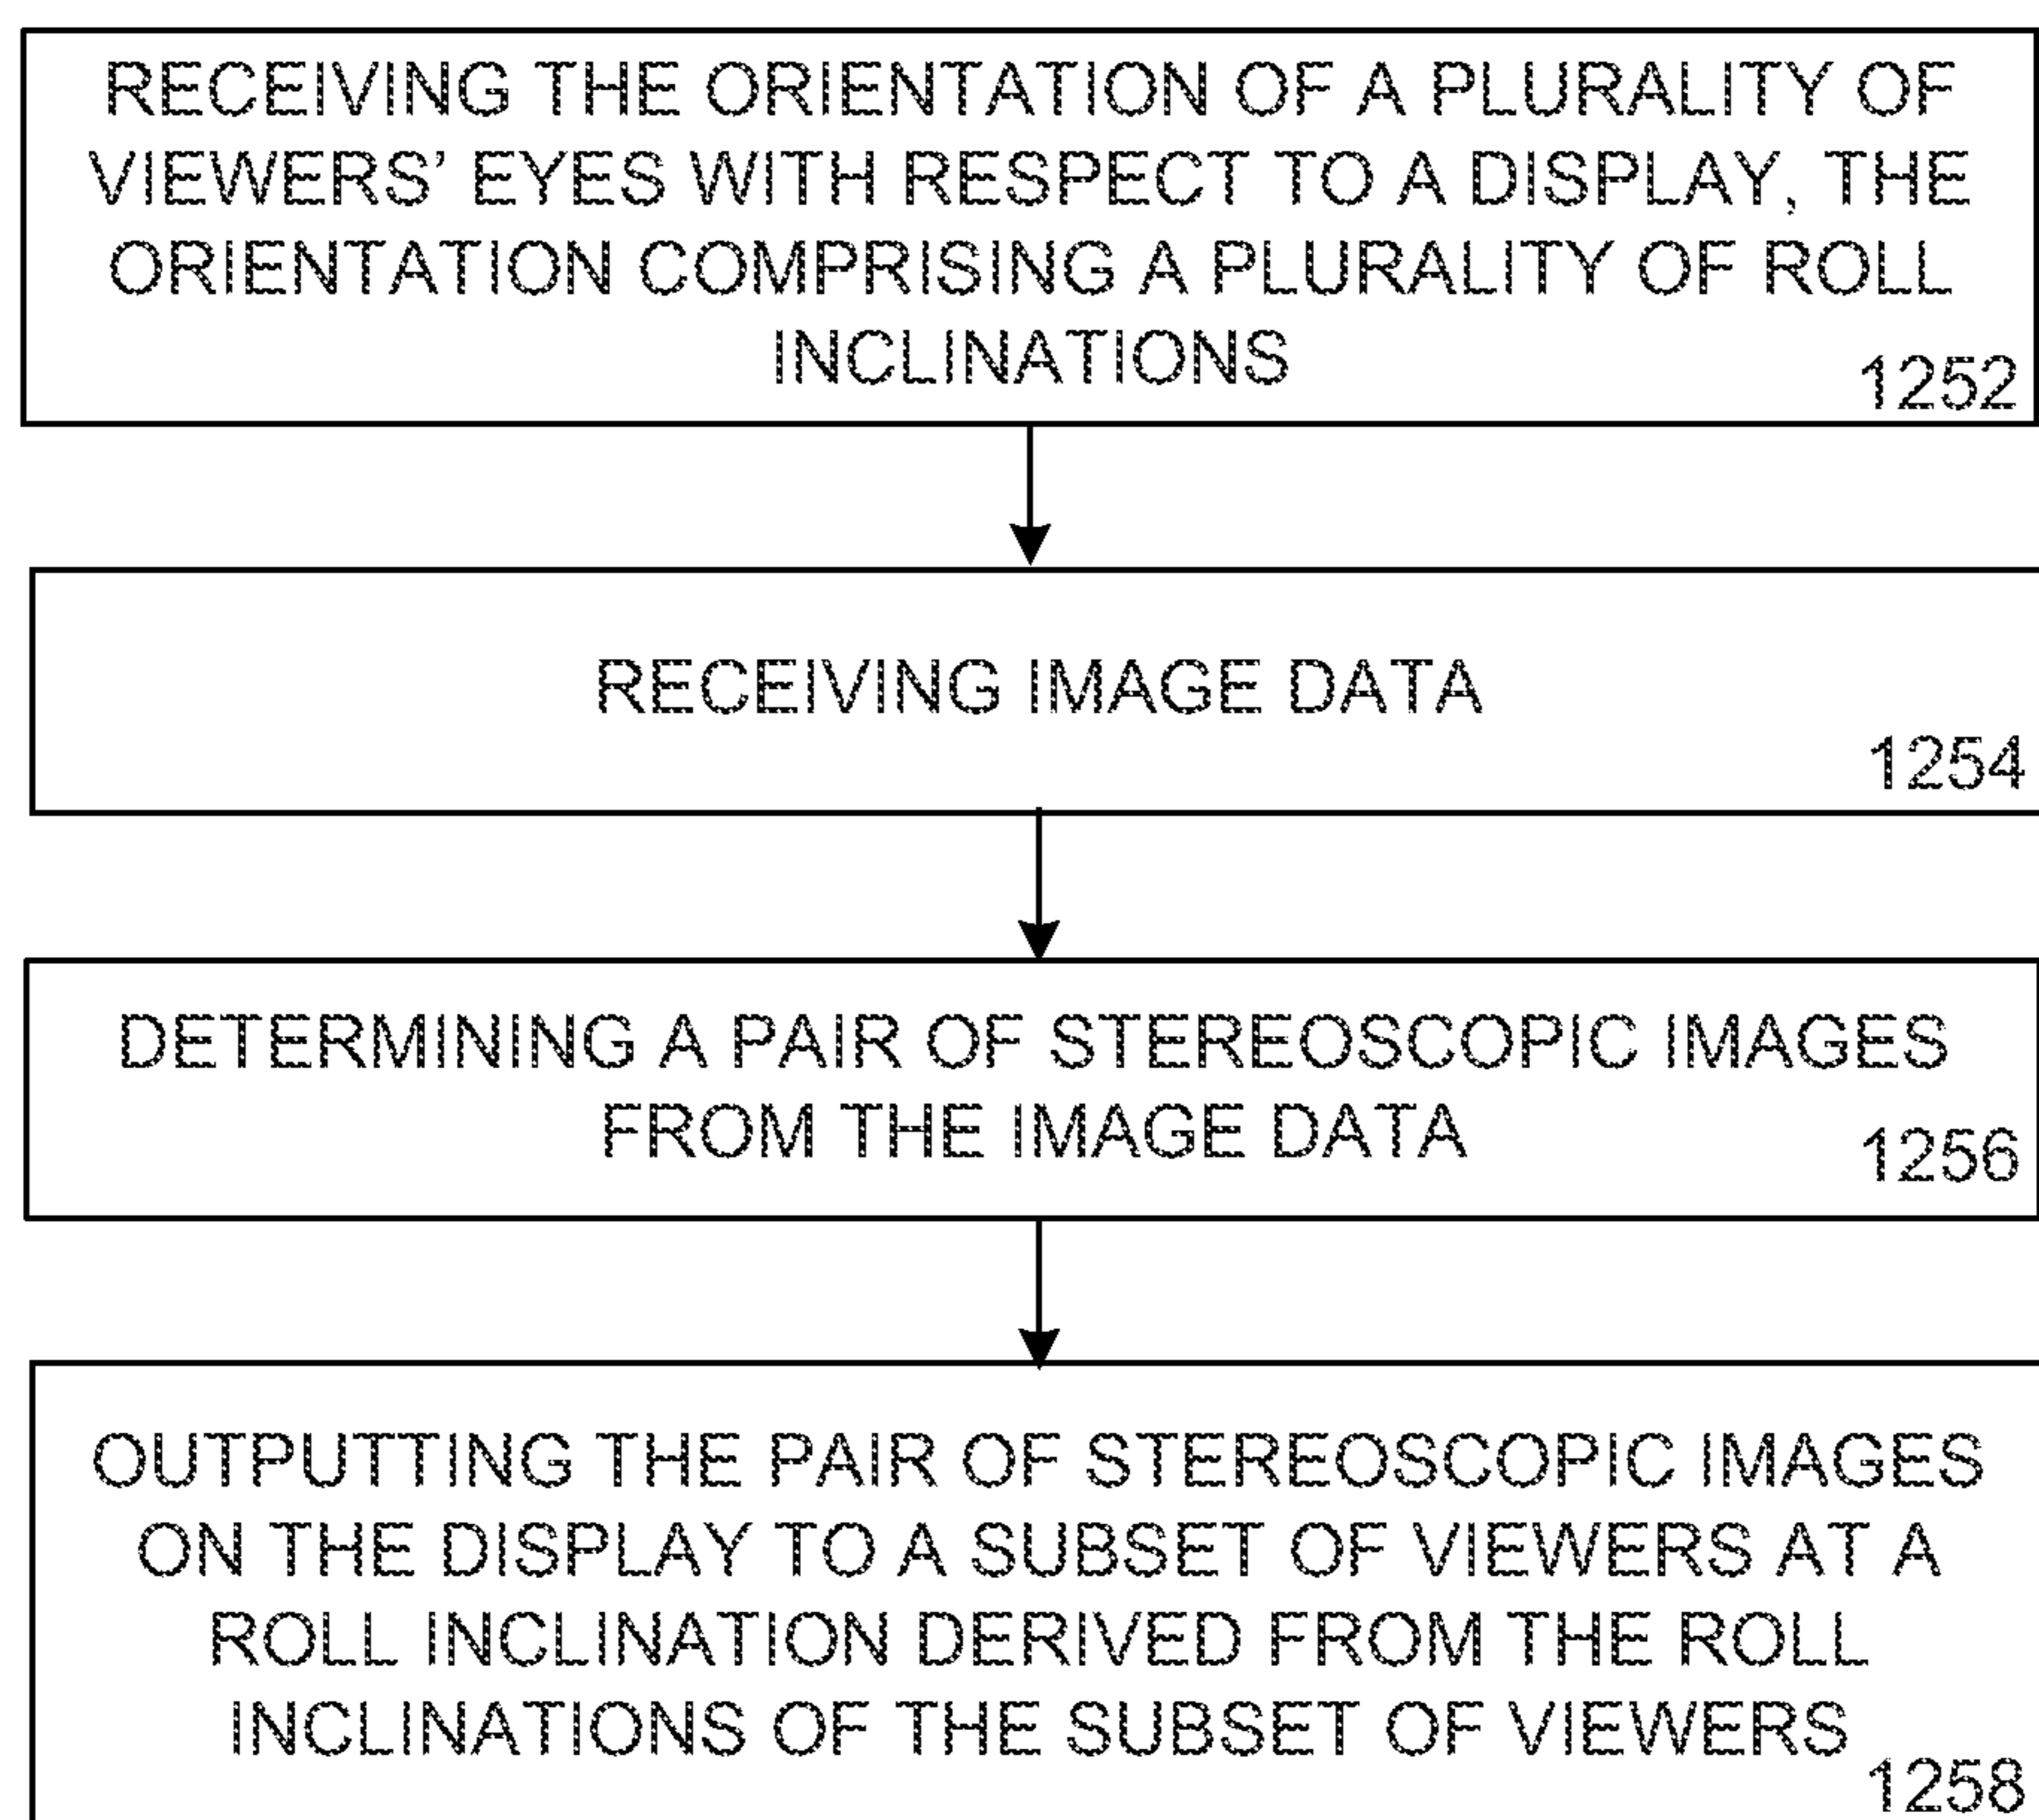 RECEIVING THE ORIENTATION OF A PLURALITY OF
VIEWERS' EYES WITH RESPECT TO A DISPLAY, THE
ORIENTATION COMPRISING A PLURALITY OF ROLL
INCLINATIONS
1252
RECEIVING IMAGE DATA
1254
DETERMINING A PAIR OF STEREOSCOPIC IMAGES
FROM THE IMAGE DATA
1256
OUTPUTTING THE PAIR OF STEREOSCOPIC IMAGES
ON THE DISPLAY TO A SUBSET OF VIEWERS AT A
ROLL INCLINATION DERIVED FROM THE ROLL
INCLINATIONS OF THE SUBSET OF VIEWERS
1258